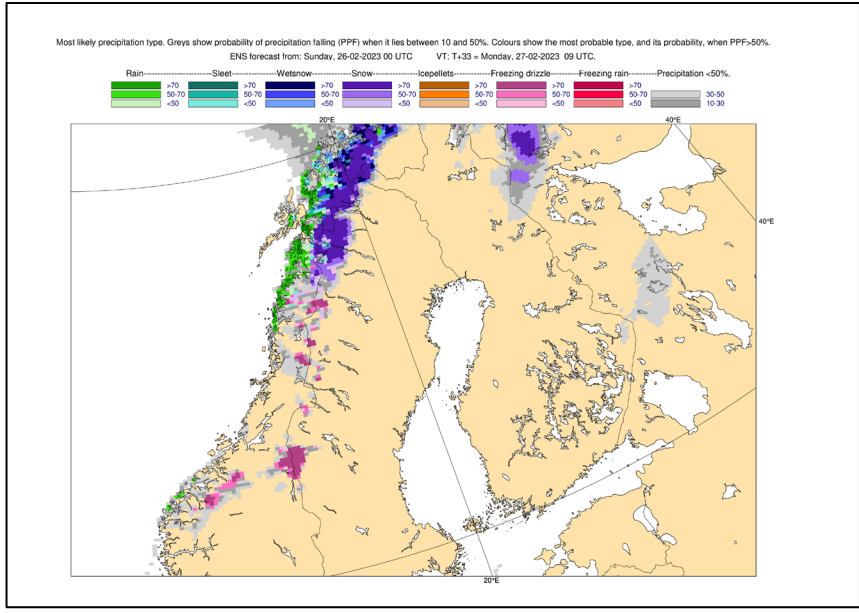 Most likely precipitation type. Greys show probability of precipitation falling (PPF) when it lies between 10 and 50%. Colours show the most probable type, and its probability, when PPF>50%.
ENS forecast from: Sunday, 26-02-2023 00 UTC VT: T+33 = Monday, 27-02-2023 09 UTC.
Rain----------------Sleet----------------Wetsnow----------------Snow----------------Icepellets----------------Freezing drizzle----------------Freezing rain----------------Precipitation <50%.
>70 >70 >70 >70 >70 >70 >70
50-70 50-70 50-70 50-70 50-70 50-70 50-70 30-50
<50 <50 <50 <50 <50 <50 <50 10-30
20°E 40°E
40°E
20°E